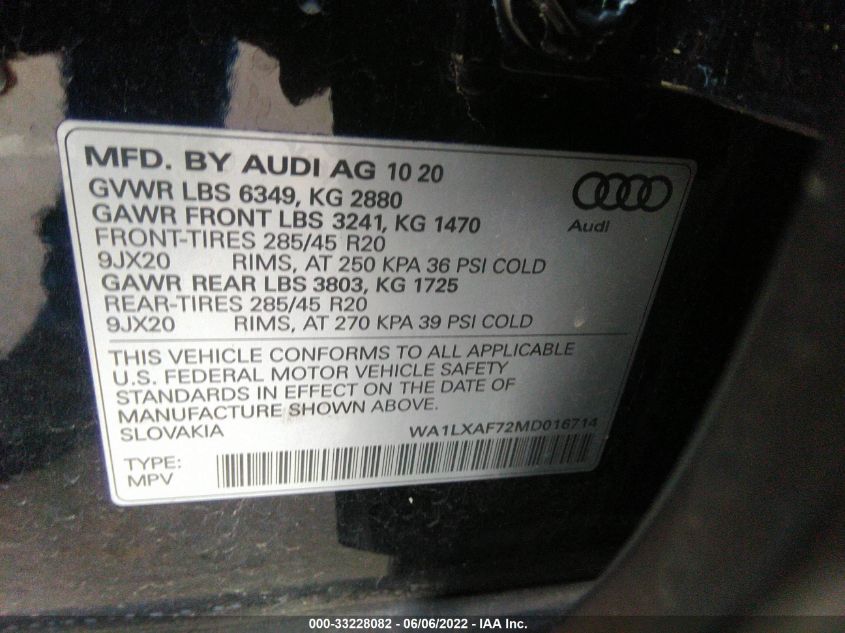 MFD. BY AUDI AG 10 20
GVWR LBS 6349, KG 2880
GAWR FRONT LBS 3241, KG 1470
FRONT-TIRES 285/45 R20
9JX20 RIMS, AT 250 KPA 36 PSI COLD
GAWR REAR LBS 3803, KG 1725
REAR-TIRES 285/45 R20
9JX20 RIMS, AT 270 KPA 39 PSI COLD
Audi
THIS VEHICLE CONFORMS TO ALL APPLICABLE
U.S. FEDERAL MOTOR VEHICLE SAFETY
STANDARDS IN EFFECT ON THE DATE OF
MANUFACTURE SHOWN ABOVE.
SLOVAKIA WA1LXAF72MD016714
TYPE:
MPV
000-33228082 - 06/06/2022 - IAA Inc.